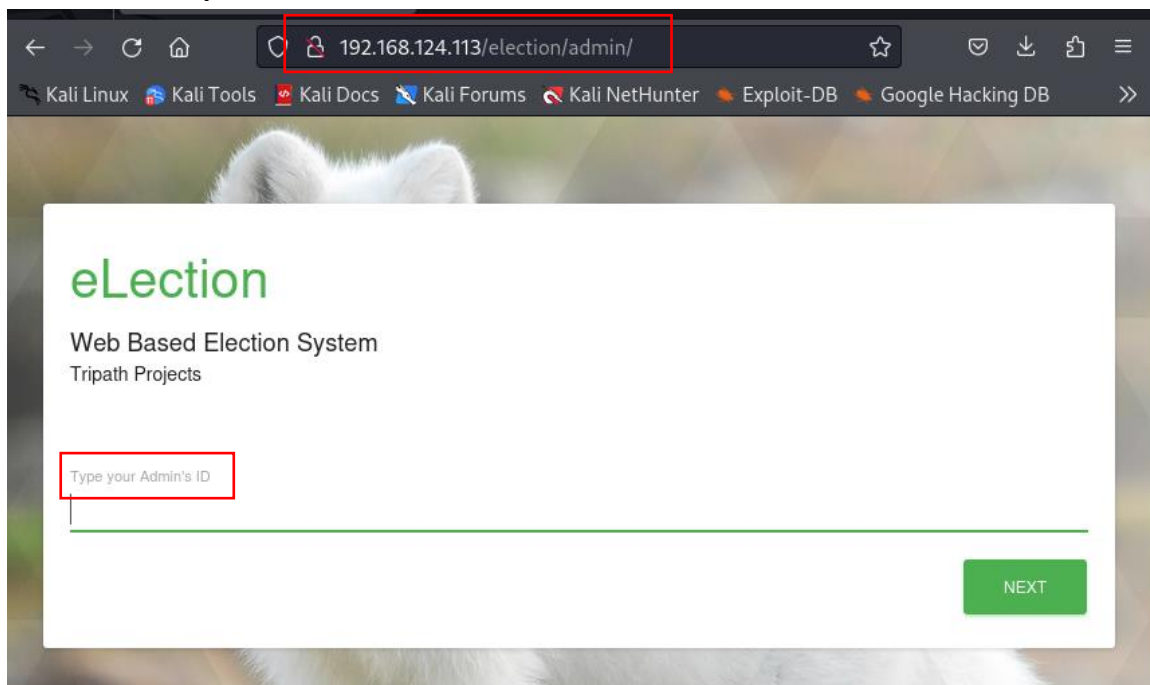 192.168.124.113/election/admin/
Kali Linux Kali Tools Kali Docs Kali Forums Kali NetHunter Exploit-DB Google Hacking DB
eLection
Web Based Election System
Tripath Projects
Type your Admin's ID
NEXT